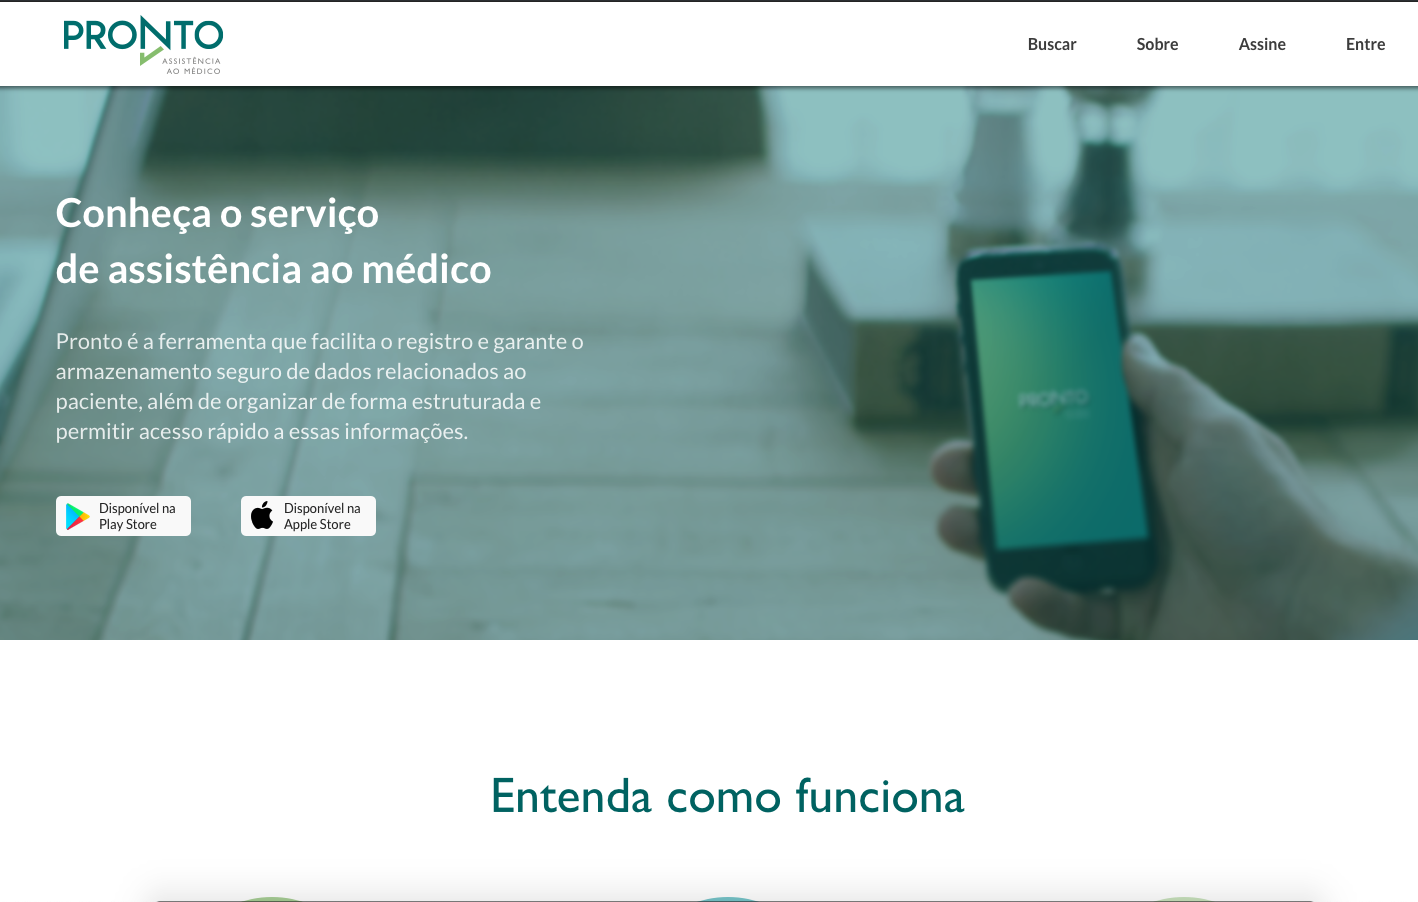 PRONTO
ASSISTÊNCIA
AO MÉDICO
Buscar
Sobre
Assine
Entre
Conheça o serviço
de assistência ao médico
Pronto é a ferramenta que facilita o registro e garante o
armazenamento seguro de dados relacionados ao
paciente, além de organizar de forma estruturada e
permitir acesso rápido a essas informações.
Disponível na
Play Store
Disponível na
Apple Store
PRONTO
Entenda como funciona